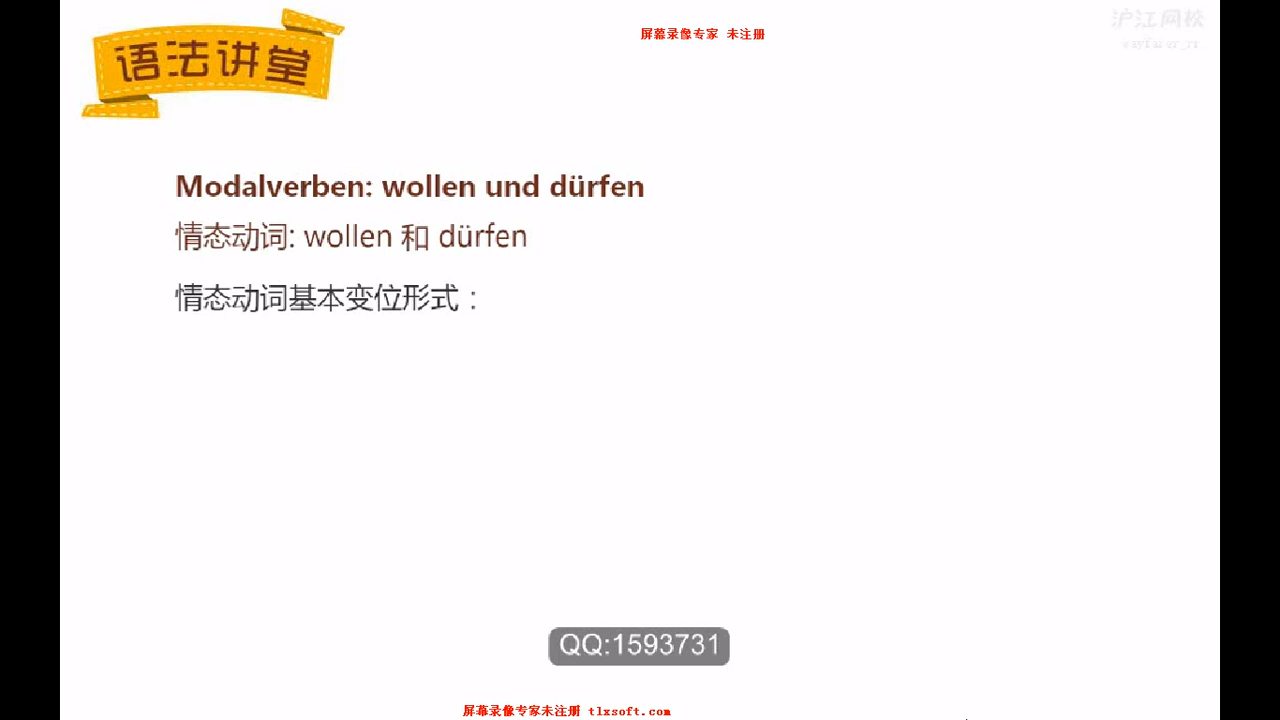 屏幕录像专家 未注册
沪江网校
语法讲堂
Modalverben: wollen und dürfen
情态动词: wollen 和 dürfen
情态动词基本变位形式：
QQ:1593731
屏幕录像专家未注册 tlxsoft.com